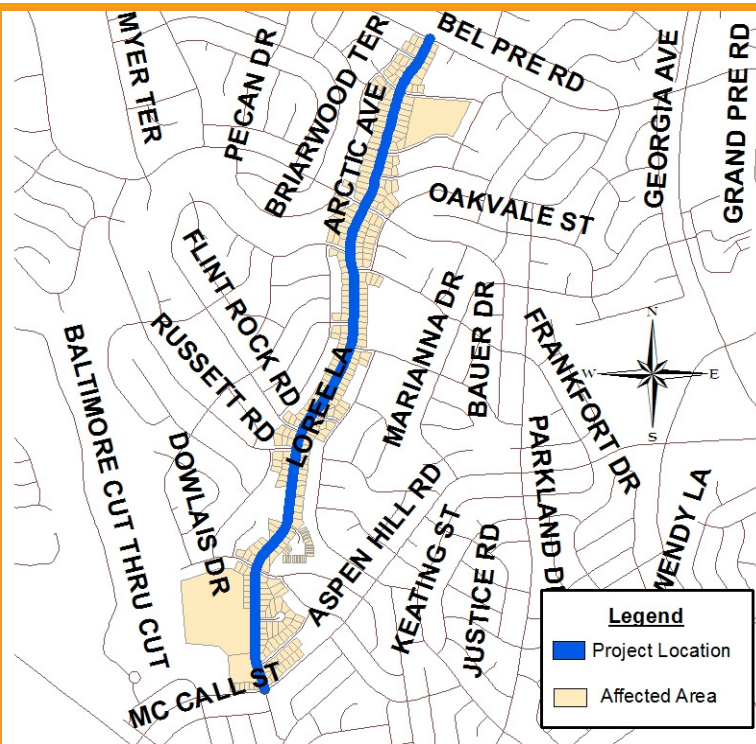 MYER TER
PECAN DR
BRIARWOOD TER
ARCTIC AVE
BEL PRE RD
GEORGIA AVE
GRAND PRE RD
OAKVALE ST
FLINT ROCK RD
RUSSETT RD
LOREE LA
MARIANNA DR
BAUER DR
FRANKFORT DR
N
W
E
S
BALTIMORE CUT THRU CUT
DOWLAIS DR
ASPEN HILL RD
KEATING ST
JUSTICE RD
PARKLAND D
WENDY LA
MC CALL ST
Legend
Project Location
Affected Area